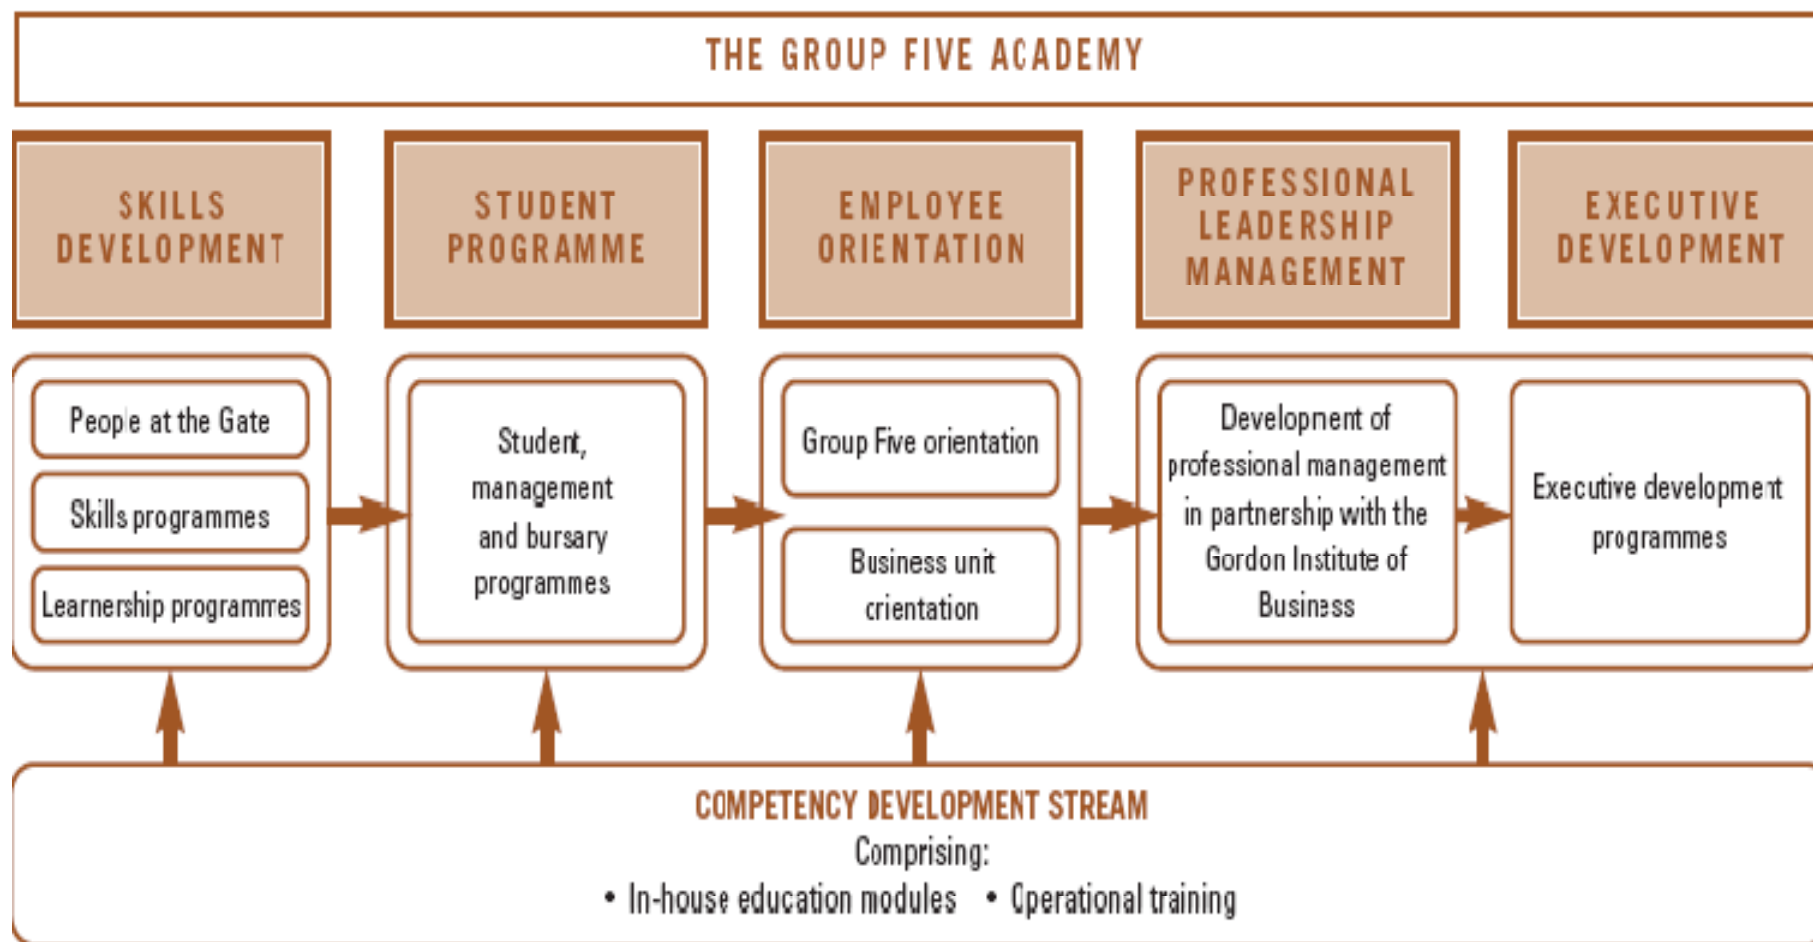 THE GROUP FIVE ACADEMY
SKILLS
DEVELOPMENT
STUDENT
PROGRAMME
EMPLOYEE
ORIENTATION
PROFESSIONAL
LEADERSHIP
MANAGEMENT
EXECUTIVE
DEVELOPMENT
People at the Gate
Skills programmes
Learnership programmes
Student,
management
and bursary
programmes
Group Five orientation
Business unit
orientation
Development of
professional management
in partnership with the
Gordon Institute of
Business
Executive development
programmes
COMPETENCY DEVELOPMENT STREAM
Comprising:
• In-house education modules • Operational training